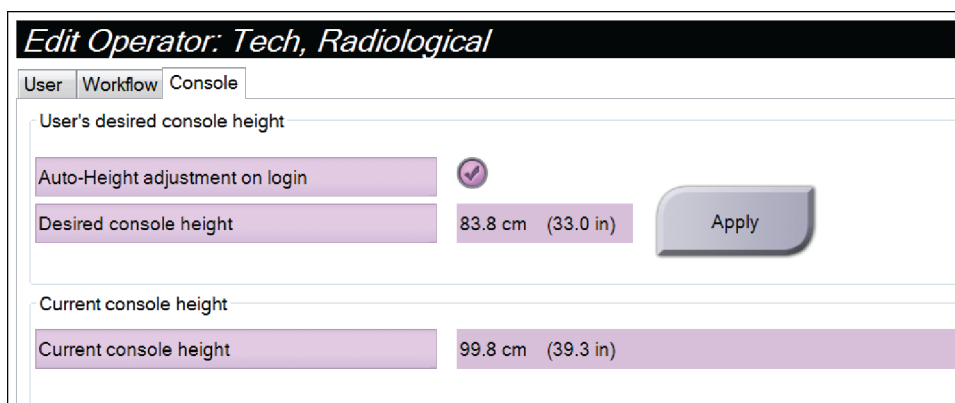 Edit Operator: Tech, Radiological
User Workflow Console
User's desired console height
Auto-Height adjustment on login
Desired console height 83.8 cm (33.0 in) Apply
Current console height
Current console height 99.8 cm (39.3 in)